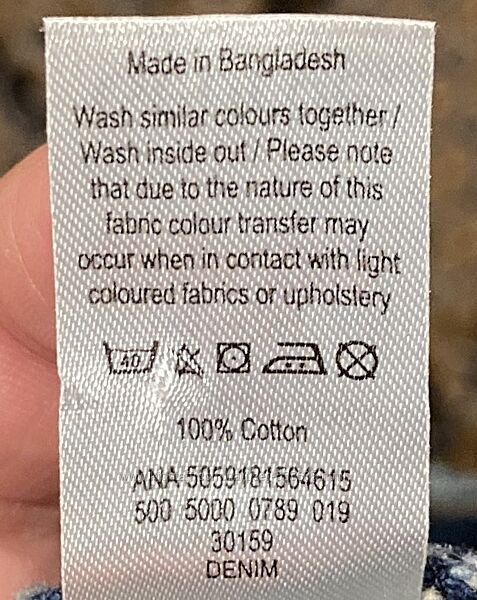 Made in Bangladesh
Wash similar colours together /
Wash inside out / Please note
that due to the nature of this
fabric colour transfer may
occur when in contact with light
coloured fabrics or upholstery
40
100% Cotton
ANA 5059181564615
500 5000 0789 019
30159
DENIM